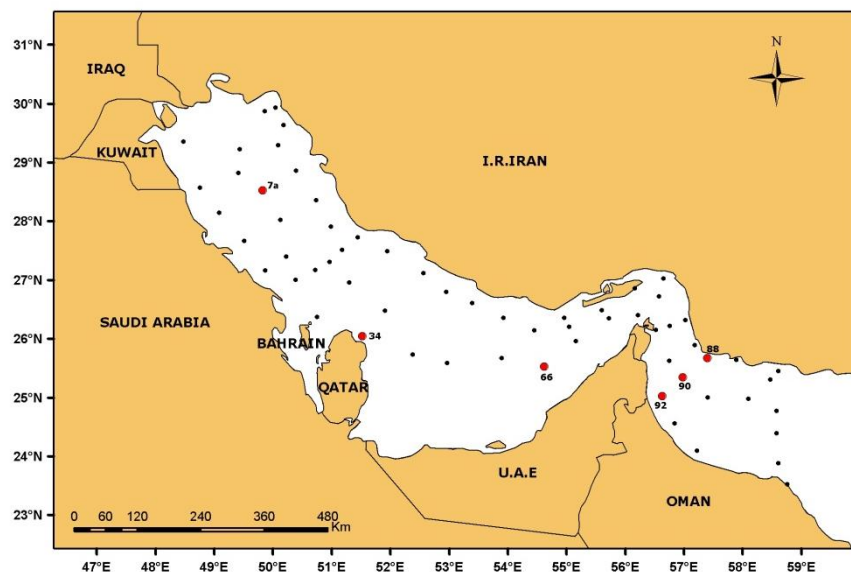 31°N
N
IRAQ
30°N
KUWAIT
I.R.IRAN
29°N
7a
28°N
27°N
SAUDI ARABIA
26°N
BAHRAIN
34
88
QATAR
66
90
25°N
92
24°N
U.A.E
OMAN
23°N
0 60 120 240 360 480
Km
47°E 48°E 49°E 50°E 51°E 52°E 53°E 54°E 55°E 56°E 57°E 58°E 59°E